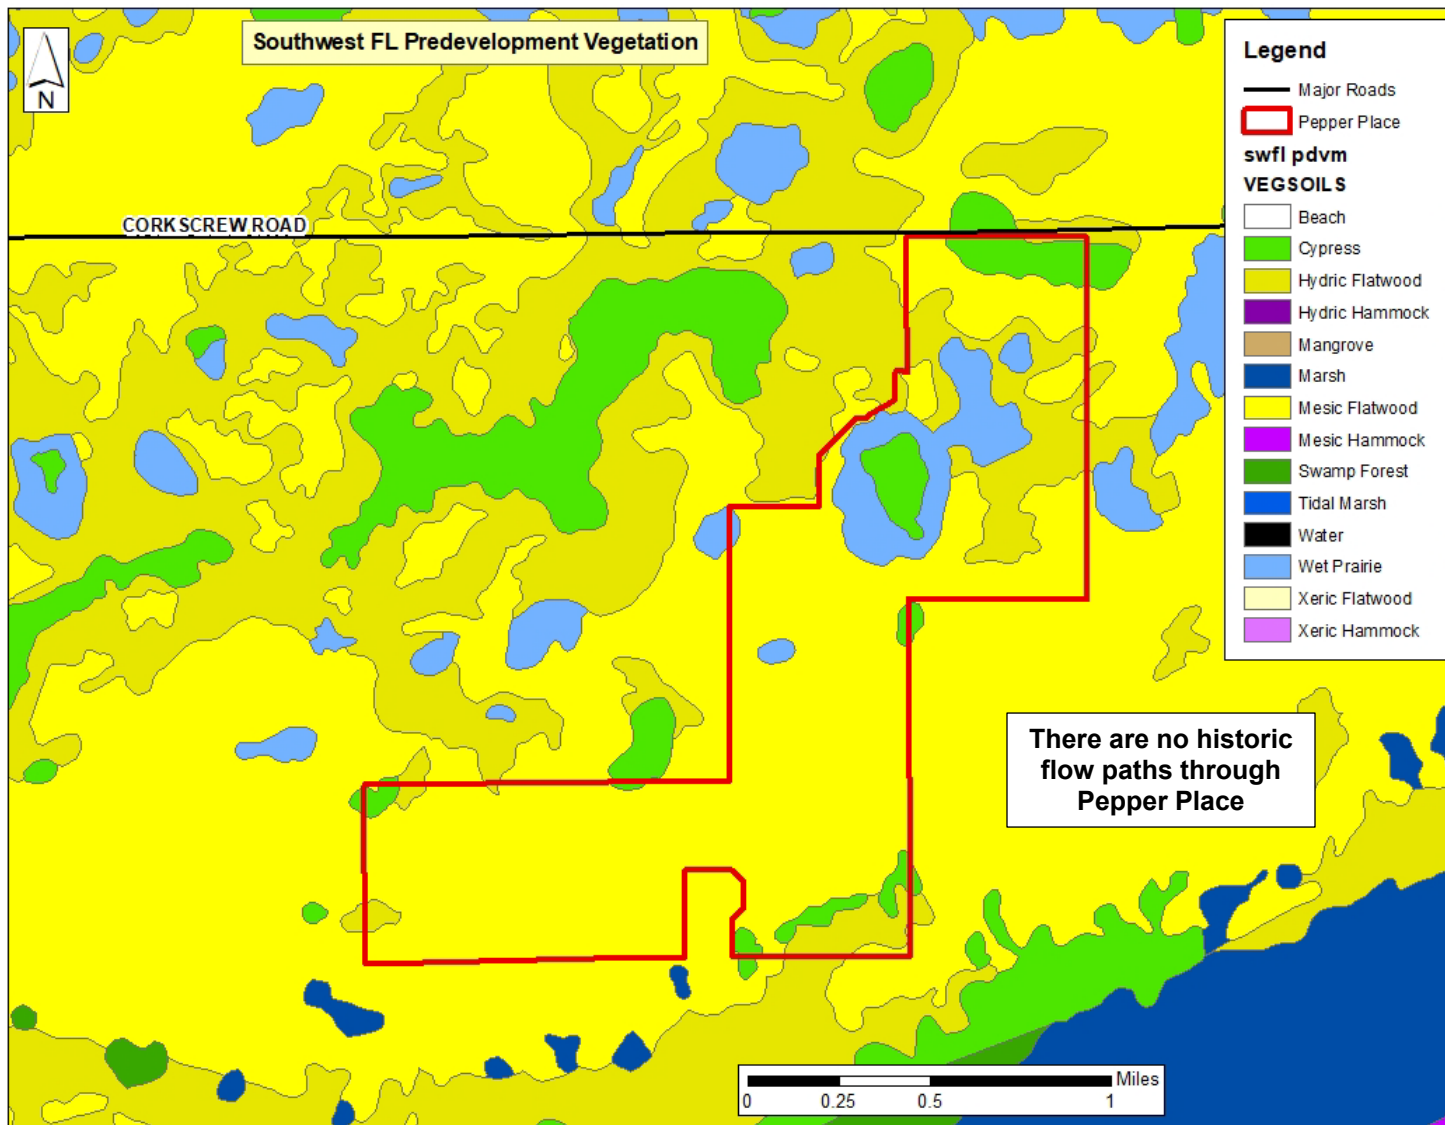 Southwest FL Predevelopment Vegetation
N
CORKSCREW ROAD
Legend
Major Roads
Pepper Place
swfl pdvm
VEGSOILS
Beach
Cypress
Hydric Flatwood
Hydric Hammock
Mangrove
Marsh
Mesic Flatwood
Mesic Hammock
Swamp Forest
Tidal Marsh
Water
Wet Prairie
Xeric Flatwood
Xeric Hammock
There are no historic
flow paths through
Pepper Place
Miles
0 0.25 0.5 1